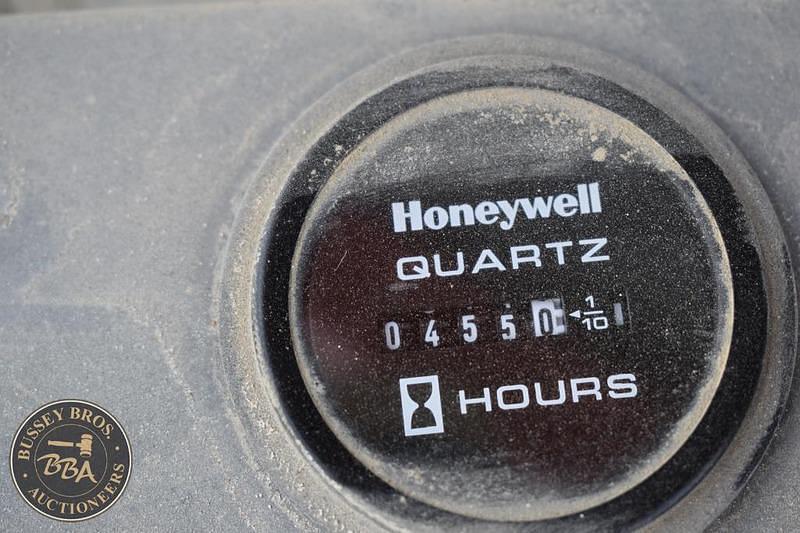 Honeywell
QUARTZ
0 4 5 5 0 ◄ 1/10
HOURS
BUSSEY BROS.
BBA
AUCTIONEERS